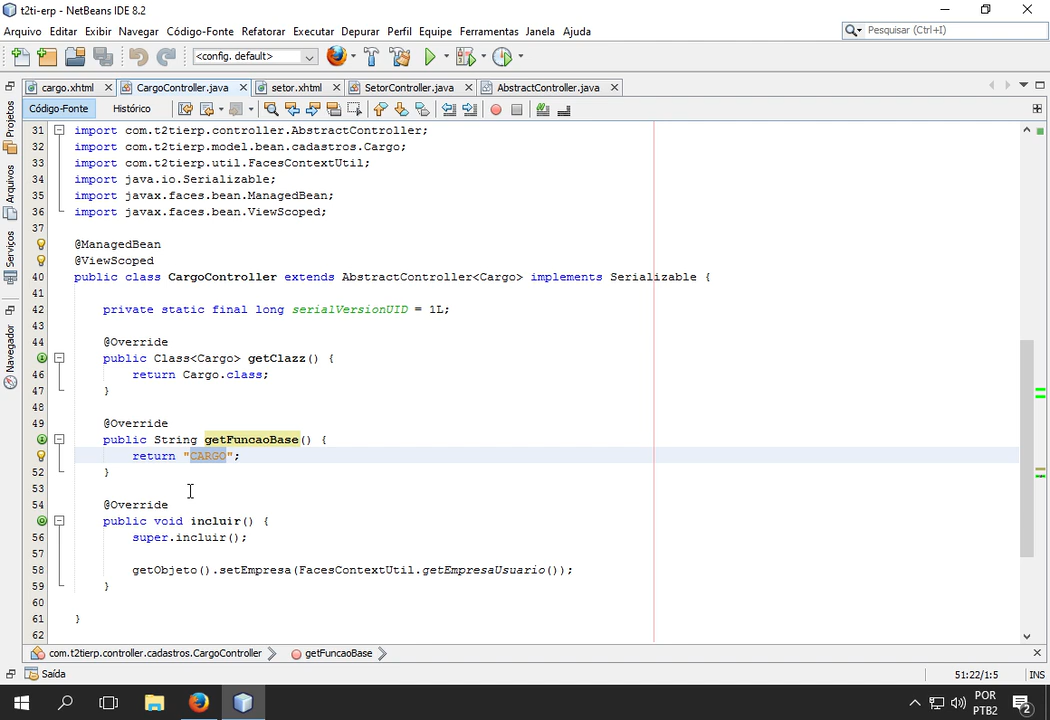 t2ti-erp - NetBeans IDE 8.2
Arquivo Editar Exibir Navegar Código-Fonte Refatorar Executar Depurar Perfil Equipe Ferramentas Janela Ajuda
Pesquisar (Ctrl+I)
<config. default>
cargo.xhtml CargoController.java setor.xhtml SetorController.java AbstractController.java
Código-Fonte Histórico
Projetos
Arquivos
Serviços
Navegador
31 import com.t2tierp.controller.AbstractController;
32 import com.t2tierp.model.bean.cadastros.Cargo;
33 import com.t2tierp.util.FacesContextUtil;
34 import java.io.Serializable;
35 import javax.faces.bean.ManagedBean;
36 import javax.faces.bean.ViewScoped;
37
@ManagedBean
@ViewScoped
40 public class CargoController extends AbstractController<Cargo> implements Serializable {
41
42 private static final long serialVersionUID = 1L;
43
44 @Override
public Class<Cargo> getClazz() {
46 return Cargo.class;
47 }
48
49 @Override
public String getFuncaoBase() {
return "CARGO";
52 }
53
54 @Override
public void incluir() {
56 super.incluir();
57
58 getObjeto().setEmpresa(FacesContextUtil.getEmpresaUsuario());
59 }
60
61 }
62
com.t2tierp.controller.cadastros.CargoController getFuncaoBase
Saída
51:22/1:5 INS
POR
PTB2
2